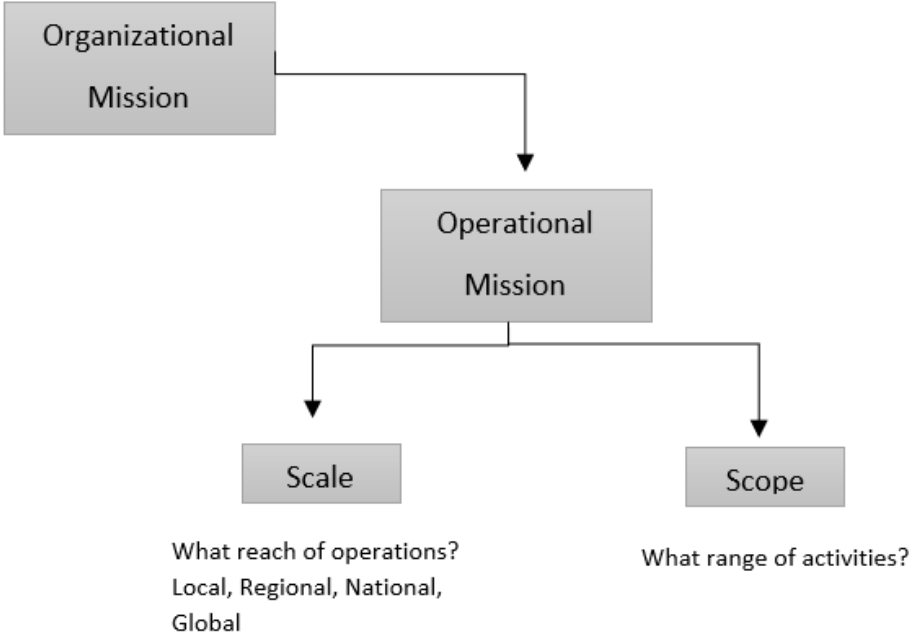 Organizational
Mission
Operational
Mission
Scale
Scope
What reach of operations?
Local, Regional, National,
Global
What range of activities?